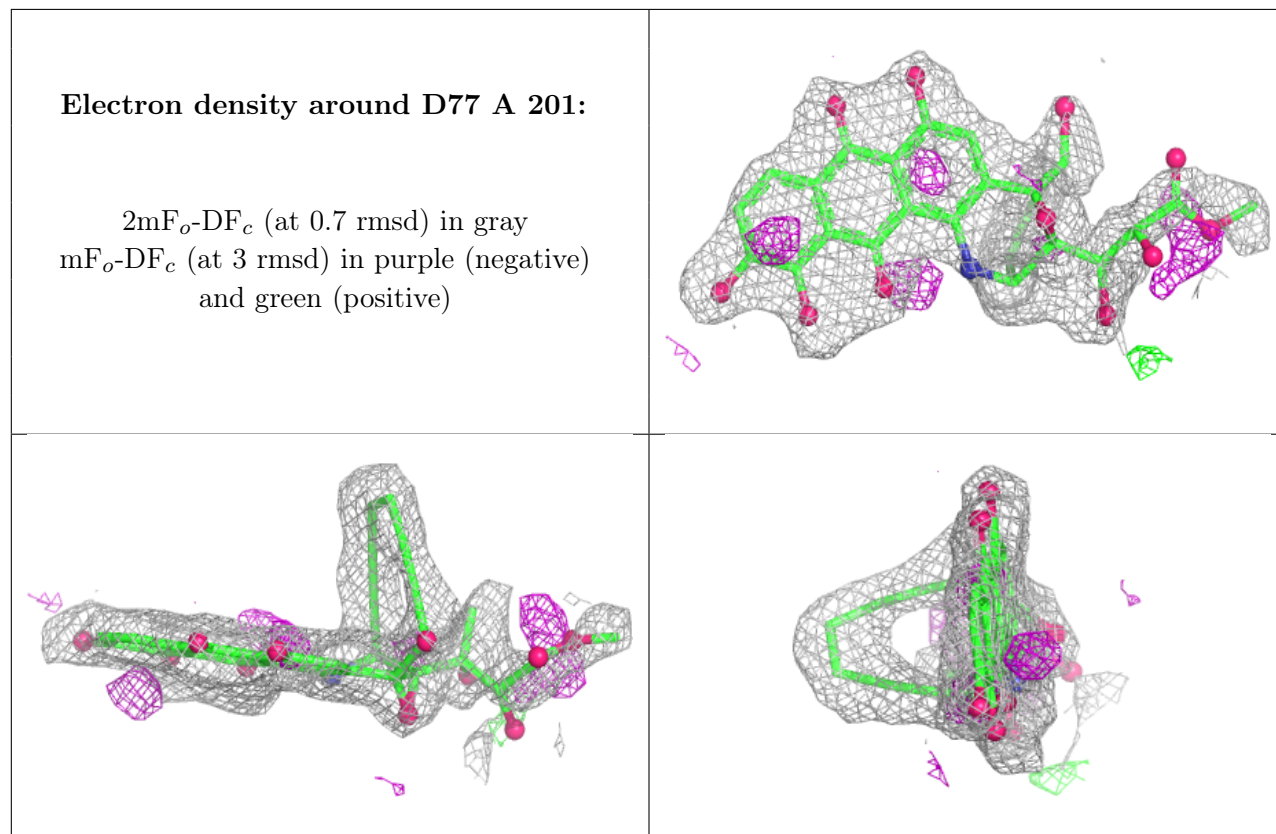 Electron density around D77 A 201:
2mFo-DFc (at 0.7 rmsd) in gray
mFo-DFc (at 3 rmsd) in purple (negative)
and green (positive)